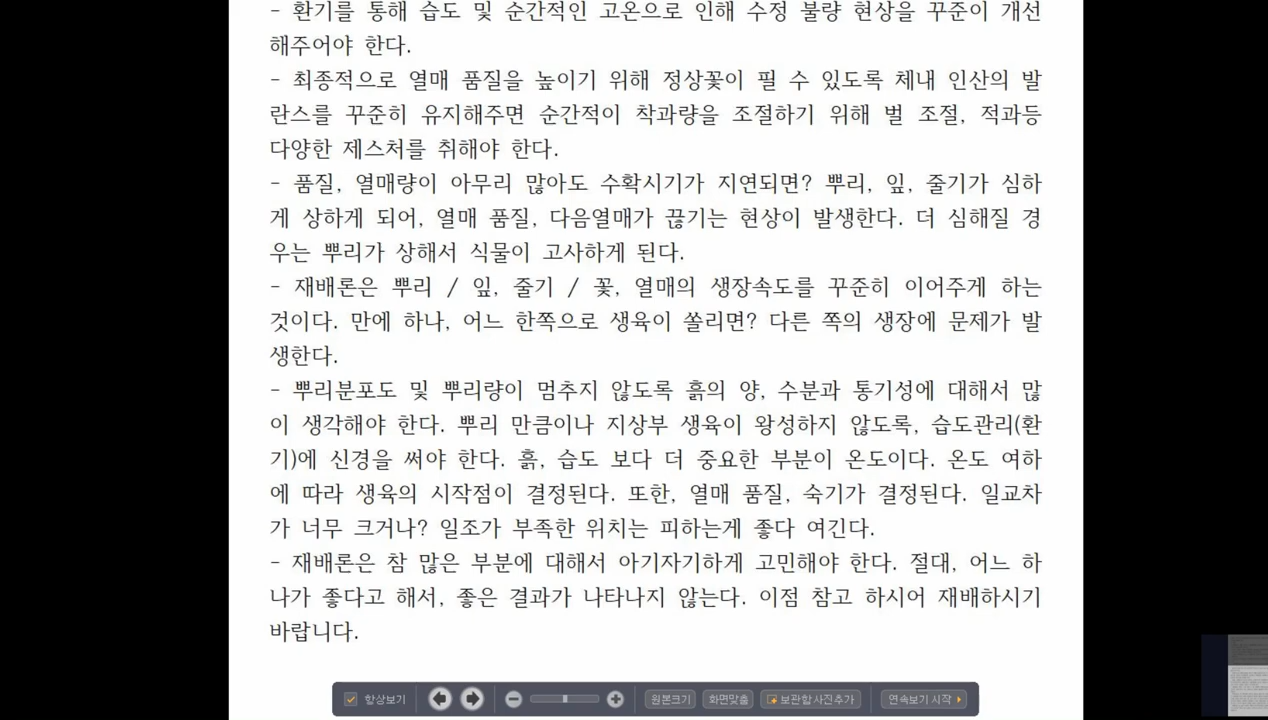 - 환기를 통해 습도 및 순간적인 고온으로 인해 수정 불량 현상을 꾸준이 개선
해주어야 한다.
- 최종적으로 열매 품질을 높이기 위해 정상꽃이 필 수 있도록 체내 인산의 발
란스를 꾸준히 유지해주면 순간적이 착과량을 조절하기 위해 벌 조절, 적과등
다양한 제스처를 취해야 한다.
- 품질, 열매량이 아무리 많아도 수확시기가 지연되면? 뿌리, 잎, 줄기가 심하
게 상하게 되어, 열매 품질, 다음열매가 끊기는 현상이 발생한다. 더 심해질 경
우는 뿌리가 상해서 식물이 고사하게 된다.
- 재배론은 뿌리 / 잎, 줄기 / 꽃, 열매의 생장속도를 꾸준히 이어주게 하는
것이다. 만에 하나, 어느 한쪽으로 생육이 쏠리면? 다른 쪽의 생장에 문제가 발
생한다.
- 뿌리분포도 및 뿌리량이 멈추지 않도록 흙의 양, 수분과 통기성에 대해서 많
이 생각해야 한다. 뿌리 만큼이나 지상부 생육이 왕성하지 않도록, 습도관리(환
기)에 신경을 써야 한다. 흙, 습도 보다 더 중요한 부분이 온도이다. 온도 여하
에 따라 생육의 시작점이 결정된다. 또한, 열매 품질, 숙기가 결정된다. 일교차
가 너무 크거나? 일조가 부족한 위치는 피하는게 좋다 여긴다.
- 재배론은 참 많은 부분에 대해서 아기자기하게 고민해야 한다. 절대, 어느 하
나가 좋다고 해서, 좋은 결과가 나타나지 않는다. 이점 참고 하시어 재배하시기
바랍니다.
항상보기 원본크기 화면맞춤 보관함 사진추가 연속보기 시작